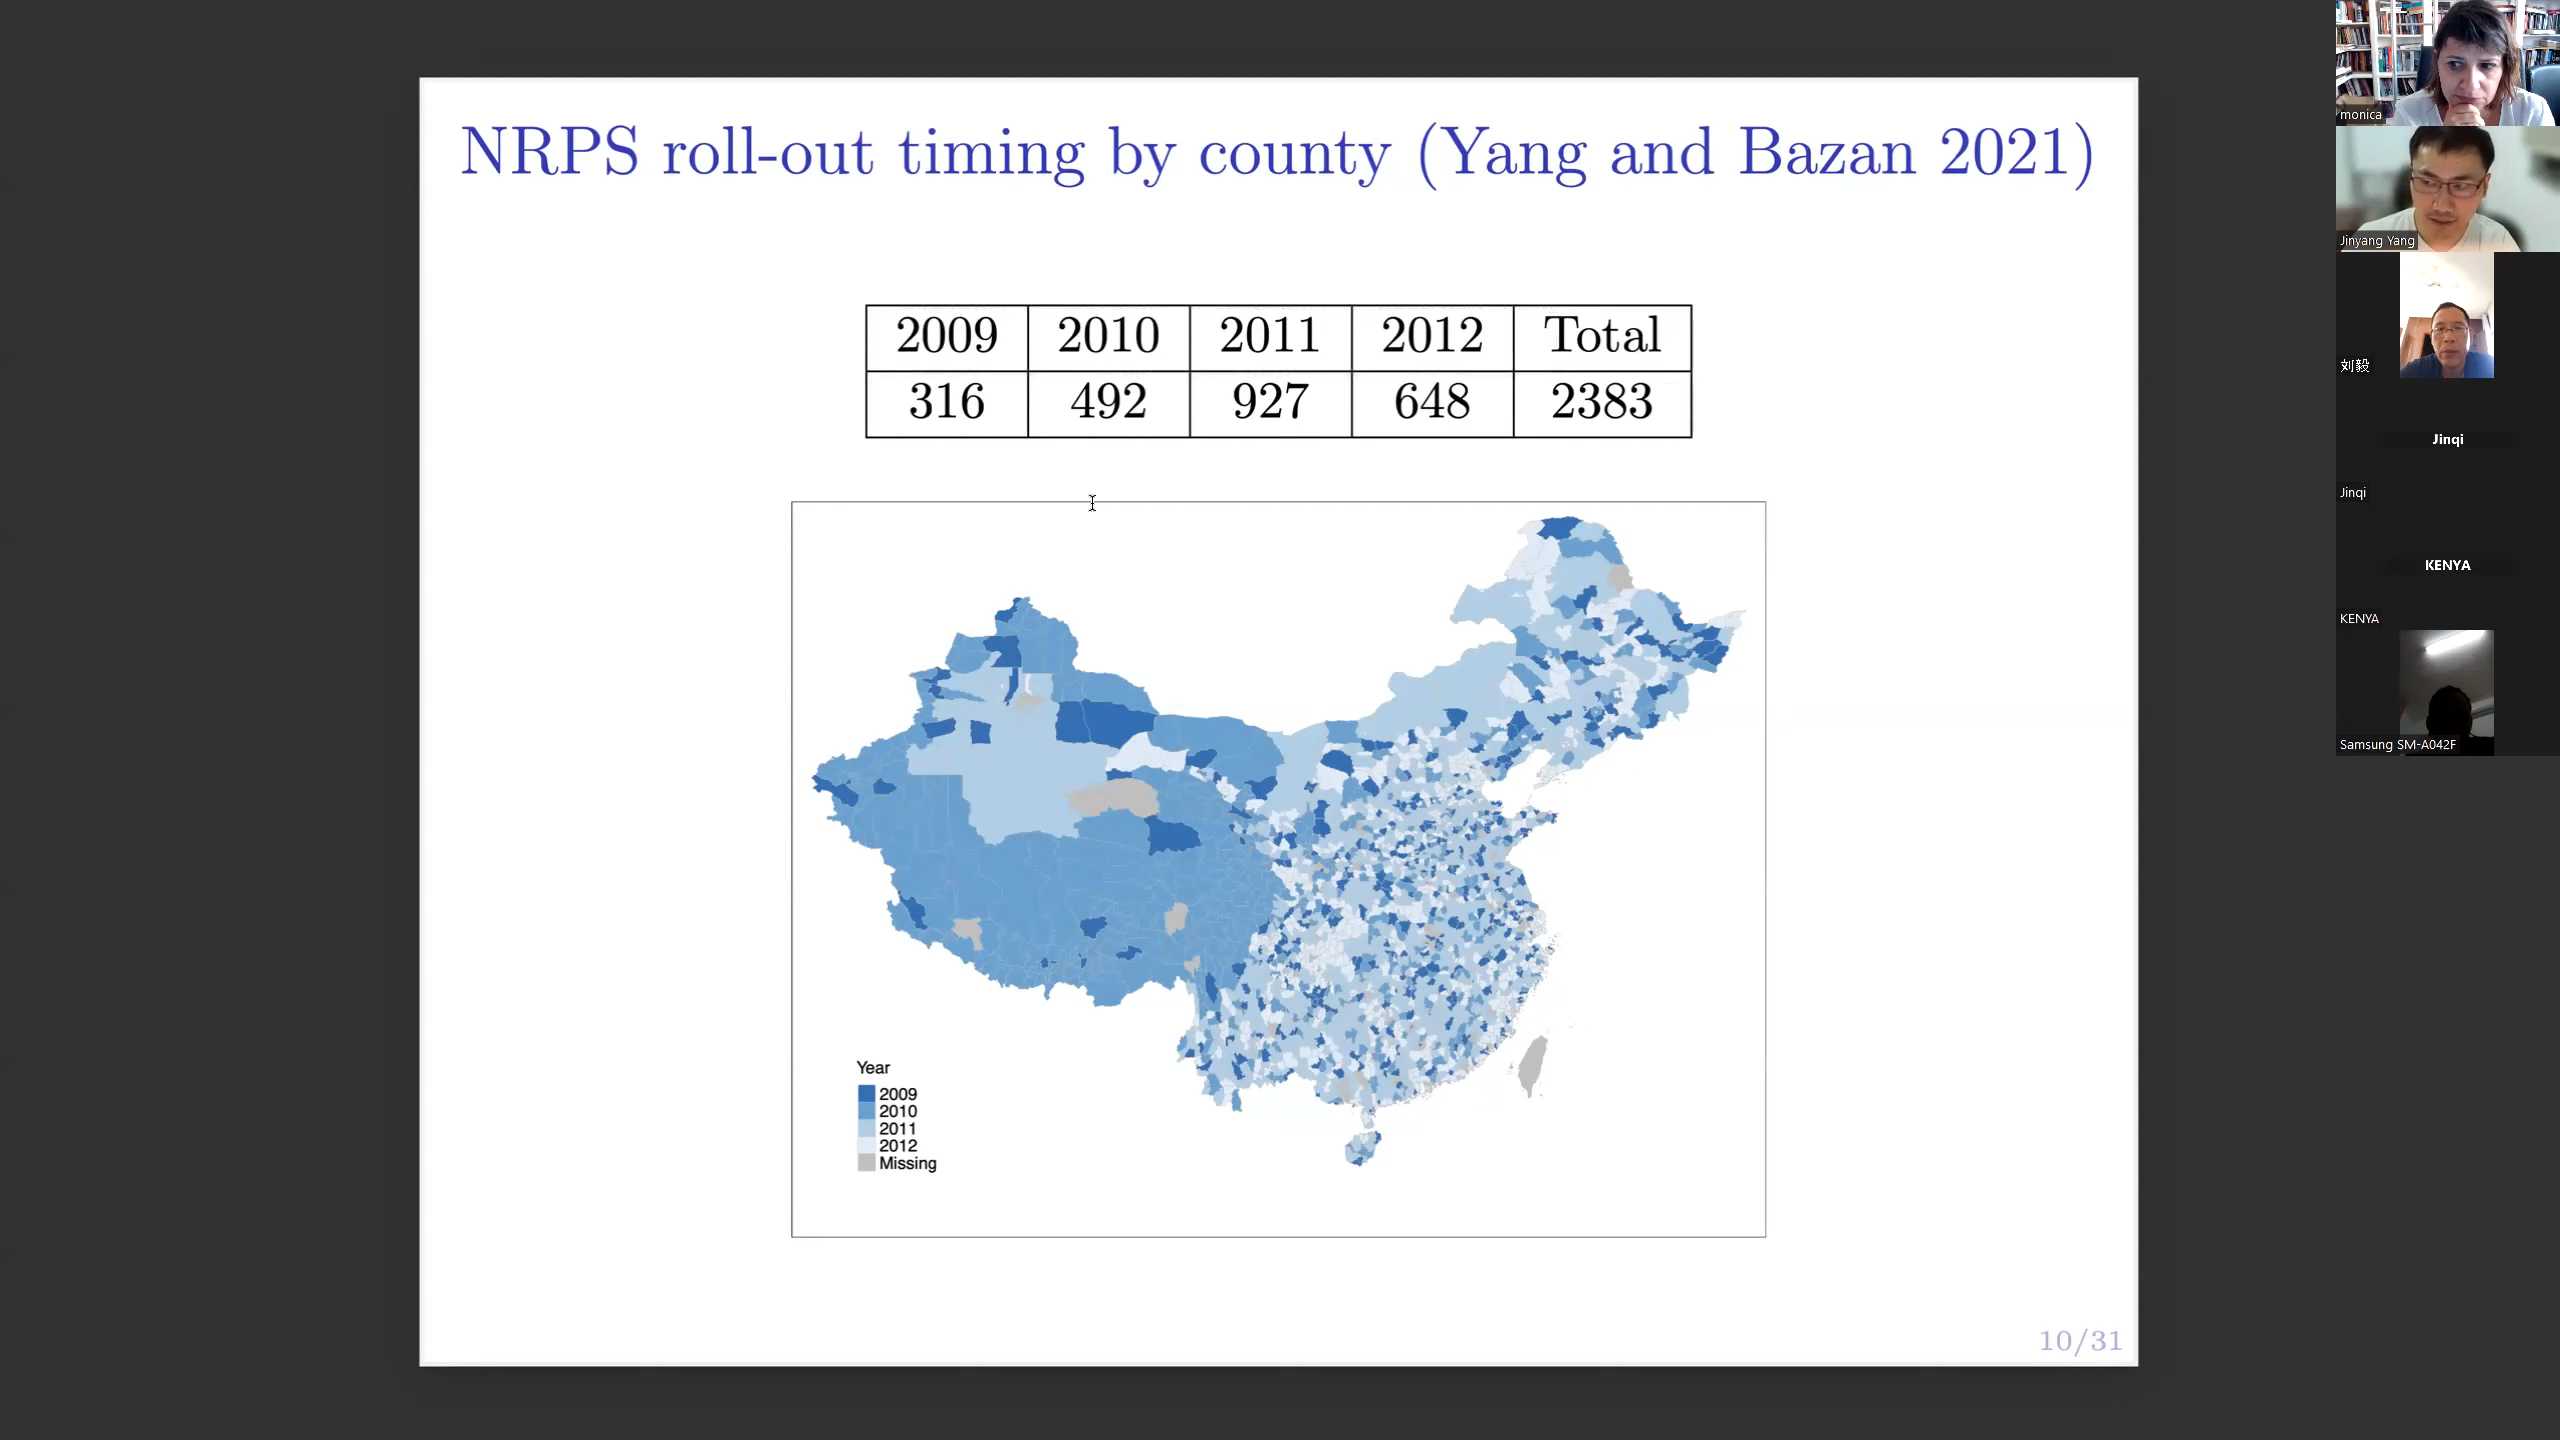 NRPS roll-out timing by county (Yang and Bazan 2021)
2009 2010 2011 2012 Total
316 492 927 648 2383
Year
2009
2010
2011
2012
Missing
10/31
monica
Jinyang Yang
刘毅
Jinqi
Jinqi
KENYA
KENYA
Samsung SM-A042F